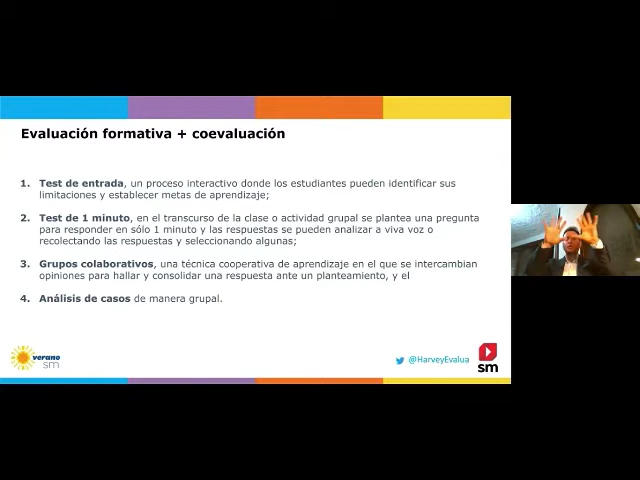 Evaluación formativa + coevaluación
1. Test de entrada, un proceso interactivo donde los estudiantes pueden identificar sus
limitaciones y establecer metas de aprendizaje;
2. Test de 1 minuto, en el transcurso de la clase o actividad grupal se plantea una pregunta
para responder en sólo 1 minuto y las respuestas se pueden analizar a viva voz o
recolectando las respuestas y seleccionando algunas;
3. Grupos colaborativos, una técnica cooperativa de aprendizaje en el que se intercambian
opiniones para hallar y consolidar una respuesta ante un planteamiento, y el
4. Análisis de casos de manera grupal.
verano
sm
@HarveyEvalua
sm